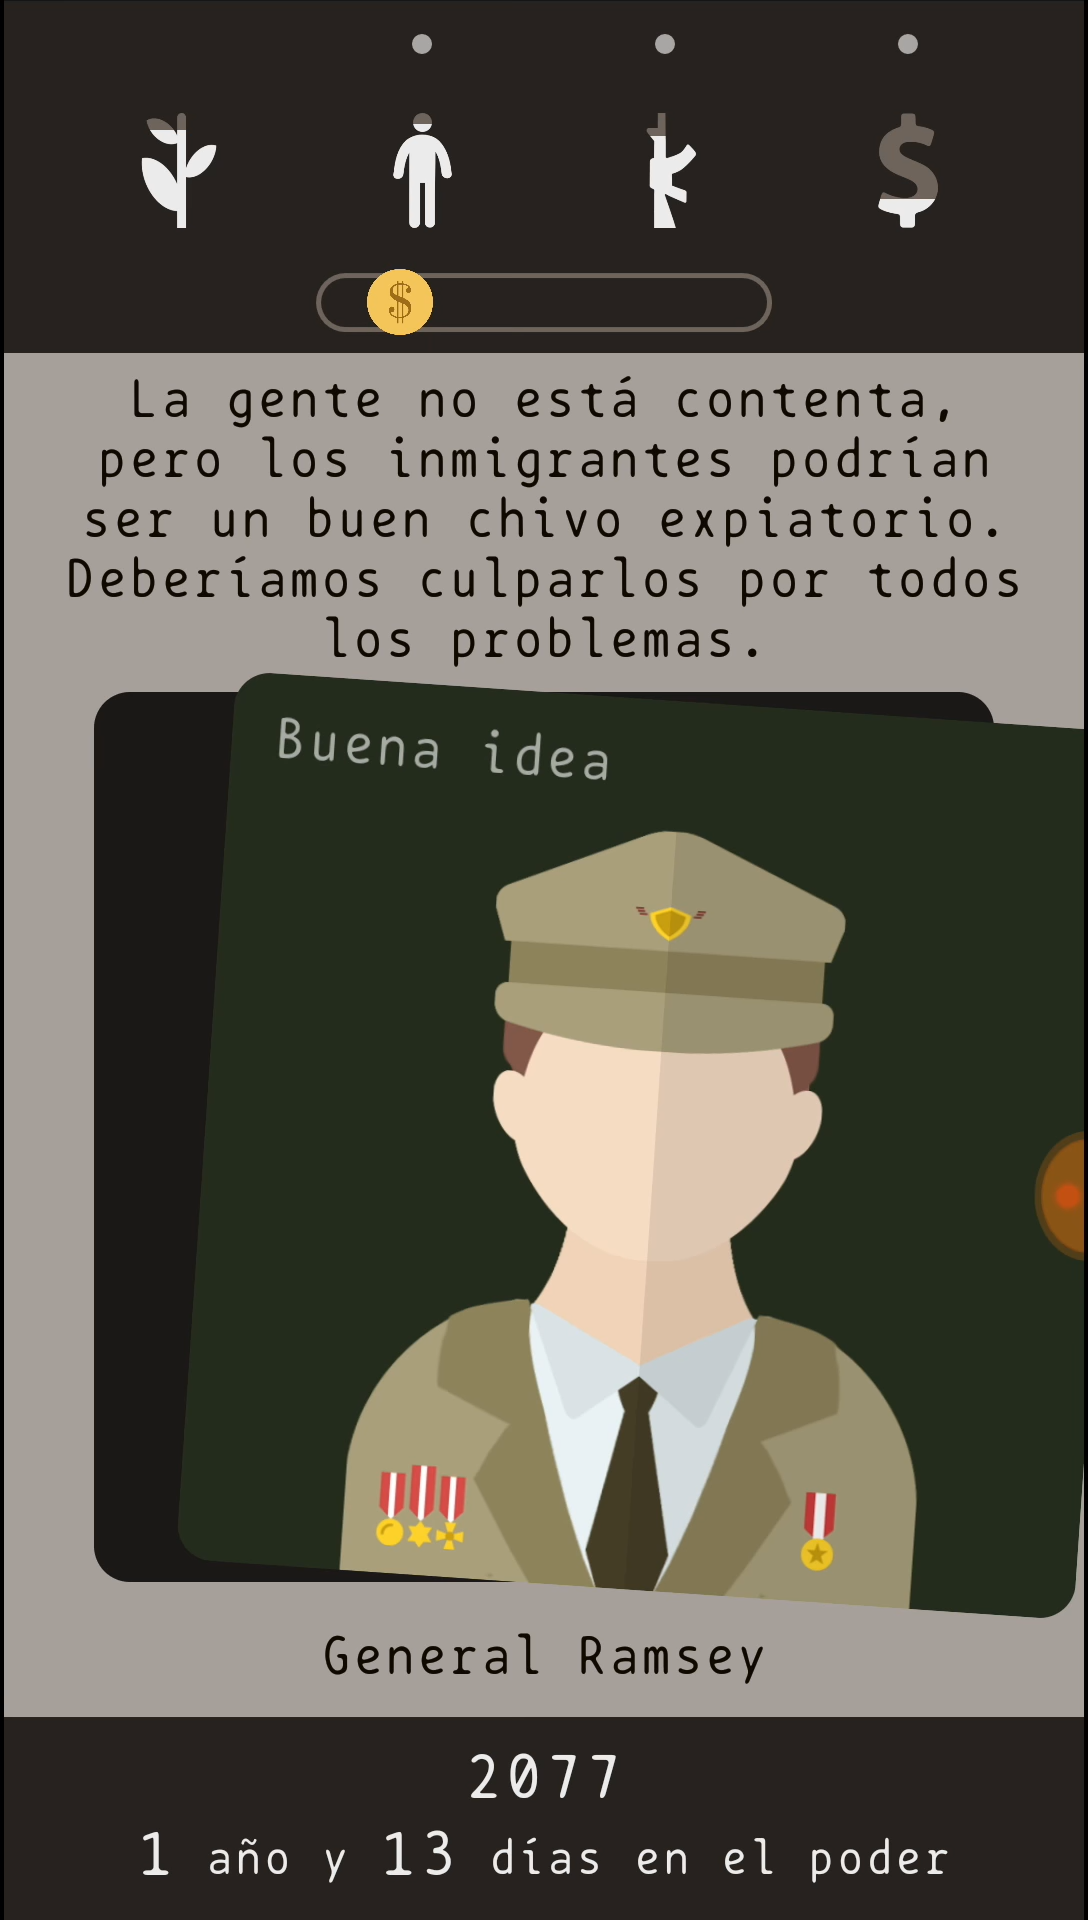 La gente no está contenta,
pero los inmigrantes podrían
ser un buen chivo expiatorio.
Deberíamos culparlos por todos
los problemas.
Buena idea
General Ramsey
2077
1 año y 13 días en el poder